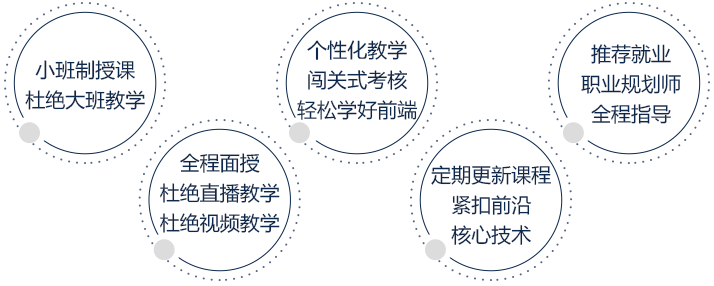 小班制授课
杜绝大班教学
全程面授
杜绝直播教学
杜绝视频教学
个性化教学
闯关式考核
轻松学好前端
定期更新课程
紧扣前沿
核心技术
推荐就业
职业规划师
全程指导